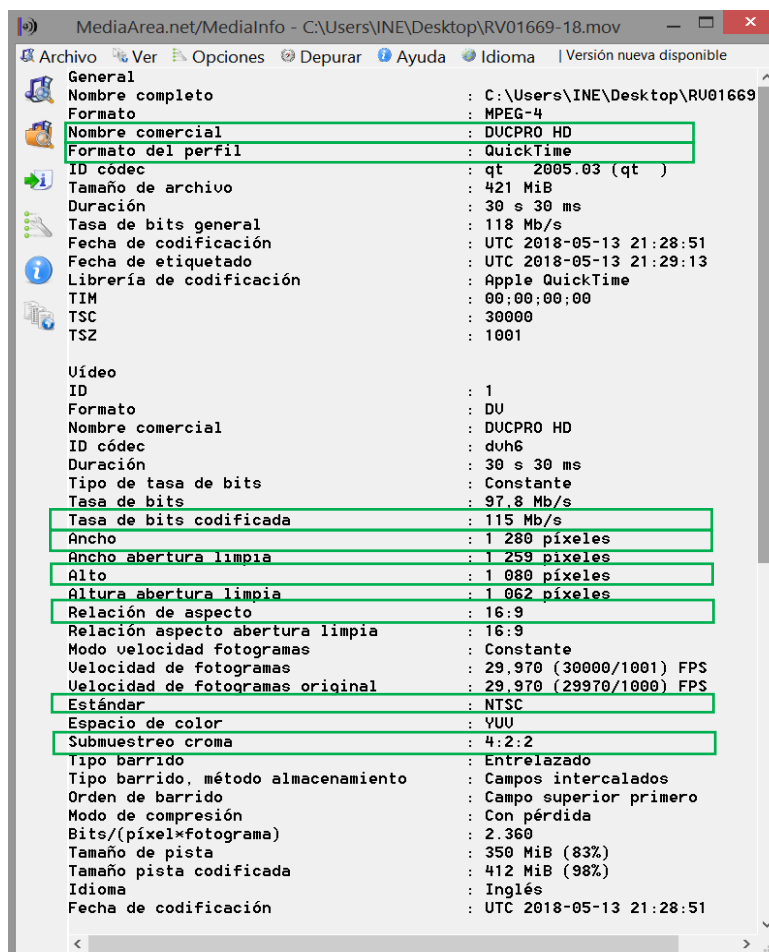 MediaArea.net/MediaInfo - C:\Users\INE\Desktop\RV01669-18.mov
Archivo Ver Opciones Depurar Ayuda Idioma | Versión nueva disponible
General
Nombre completo : C:\Users\INE\Desktop\RV01669
Formato : MPEG-4
Nombre comercial : DVCPRO HD
Formato del perfil : QuickTime
ID códec : qt 2005.03 (qt )
Tamaño de archivo : 421 MiB
Duración : 30 s 30 ms
Tasa de bits general : 118 Mb/s
Fecha de codificación : UTC 2018-05-13 21:28:51
Fecha de etiquetado : UTC 2018-05-13 21:29:13
Librería de codificación : Apple QuickTime
TIM : 00;00;00;00
TSC : 30000
TSZ : 1001
Vídeo
ID : 1
Formato : DV
Nombre comercial : DVCPRO HD
ID códec : dvh6
Duración : 30 s 30 ms
Tipo de tasa de bits : Constante
Tasa de bits : 97,8 Mb/s
Tasa de bits codificada : 115 Mb/s
Ancho : 1 280 píxeles
Ancho abertura limpia : 1 259 píxeles
Alto : 1 080 píxeles
Altura abertura limpia : 1 062 píxeles
Relación de aspecto : 16:9
Relación aspecto abertura limpia : 16:9
Modo velocidad fotogramas : Constante
Velocidad de fotogramas : 29,970 (30000/1001) FPS
Velocidad de fotogramas original : 29,970 (29970/1000) FPS
Estándar : NTSC
Espacio de color : YUV
Submuestreo croma : 4:2:2
Tipo barrido : Entrelazado
Tipo barrido, método almacenamiento : Campos intercalados
Orden de barrido : Campo superior primero
Modo de compresión : Con pérdida
Bits/(píxel×fotograma) : 2.360
Tamaño de pista : 350 MiB (83%)
Tamaño pista codificada : 412 MiB (98%)
Idioma : Inglés
Fecha de codificación : UTC 2018-05-13 21:28:51